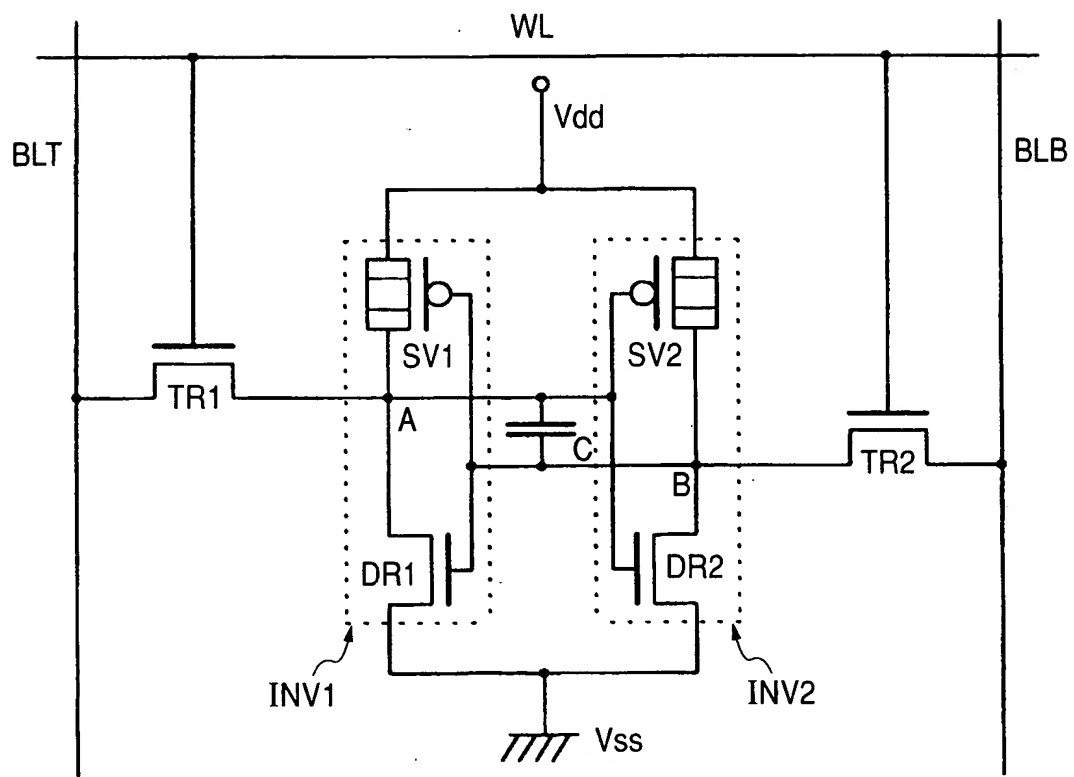 WL
Vdd
BLT
BLB
SV1
SV2
TR1
A
C
B
TR2
DR1
DR2
INV1
INV2
Vss